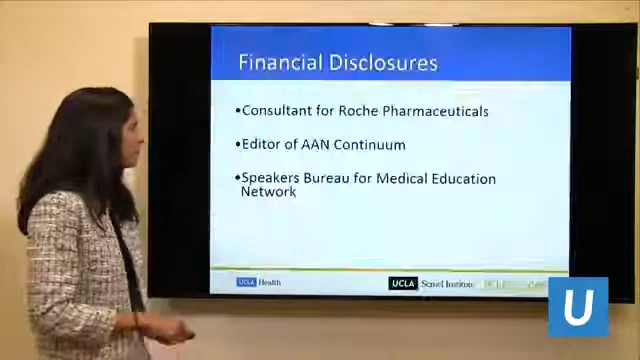 Financial Disclosures
•Consultant for Roche Pharmaceuticals
•Editor of AAN Continuum
•Speakers Bureau for Medical Education
Network
UCLA Health
UCLA Semel Institute
U